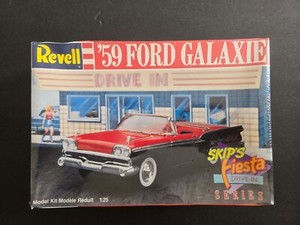 Revell
'59 FORD GALAXIE
DRIVE IN
SKIP'S
Fiesta
SERIES
Model Kit Modèle Réduit 1:25